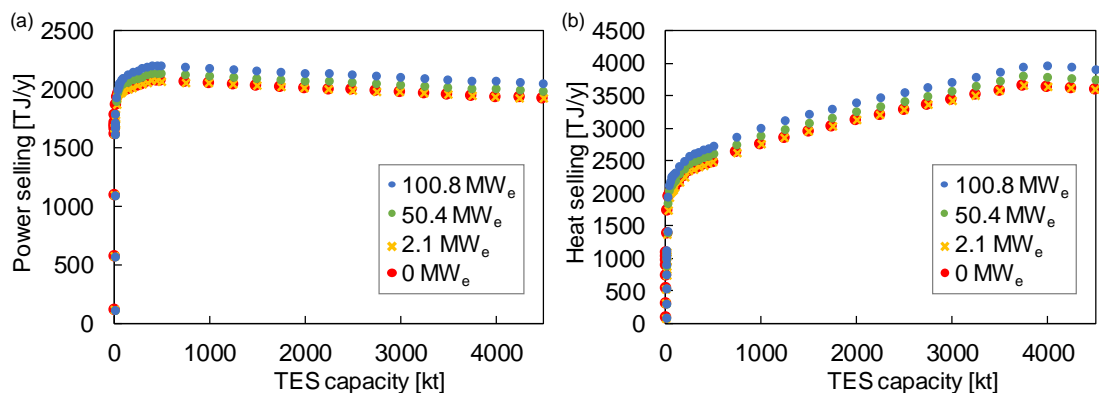 (a)
Power selling [TJ/y]
2500
2000
1500
1000
500
0
0 1000 2000 3000 4000
TES capacity [kt]
100.8 MWe
50.4 MWe
2.1 MWe
0 MWe
(b)
Heat selling [TJ/y]
4500
4000
3500
3000
2500
2000
1500
1000
500
0
0 1000 2000 3000 4000
TES capacity [kt]
100.8 MWe
50.4 MWe
2.1 MWe
0 MWe